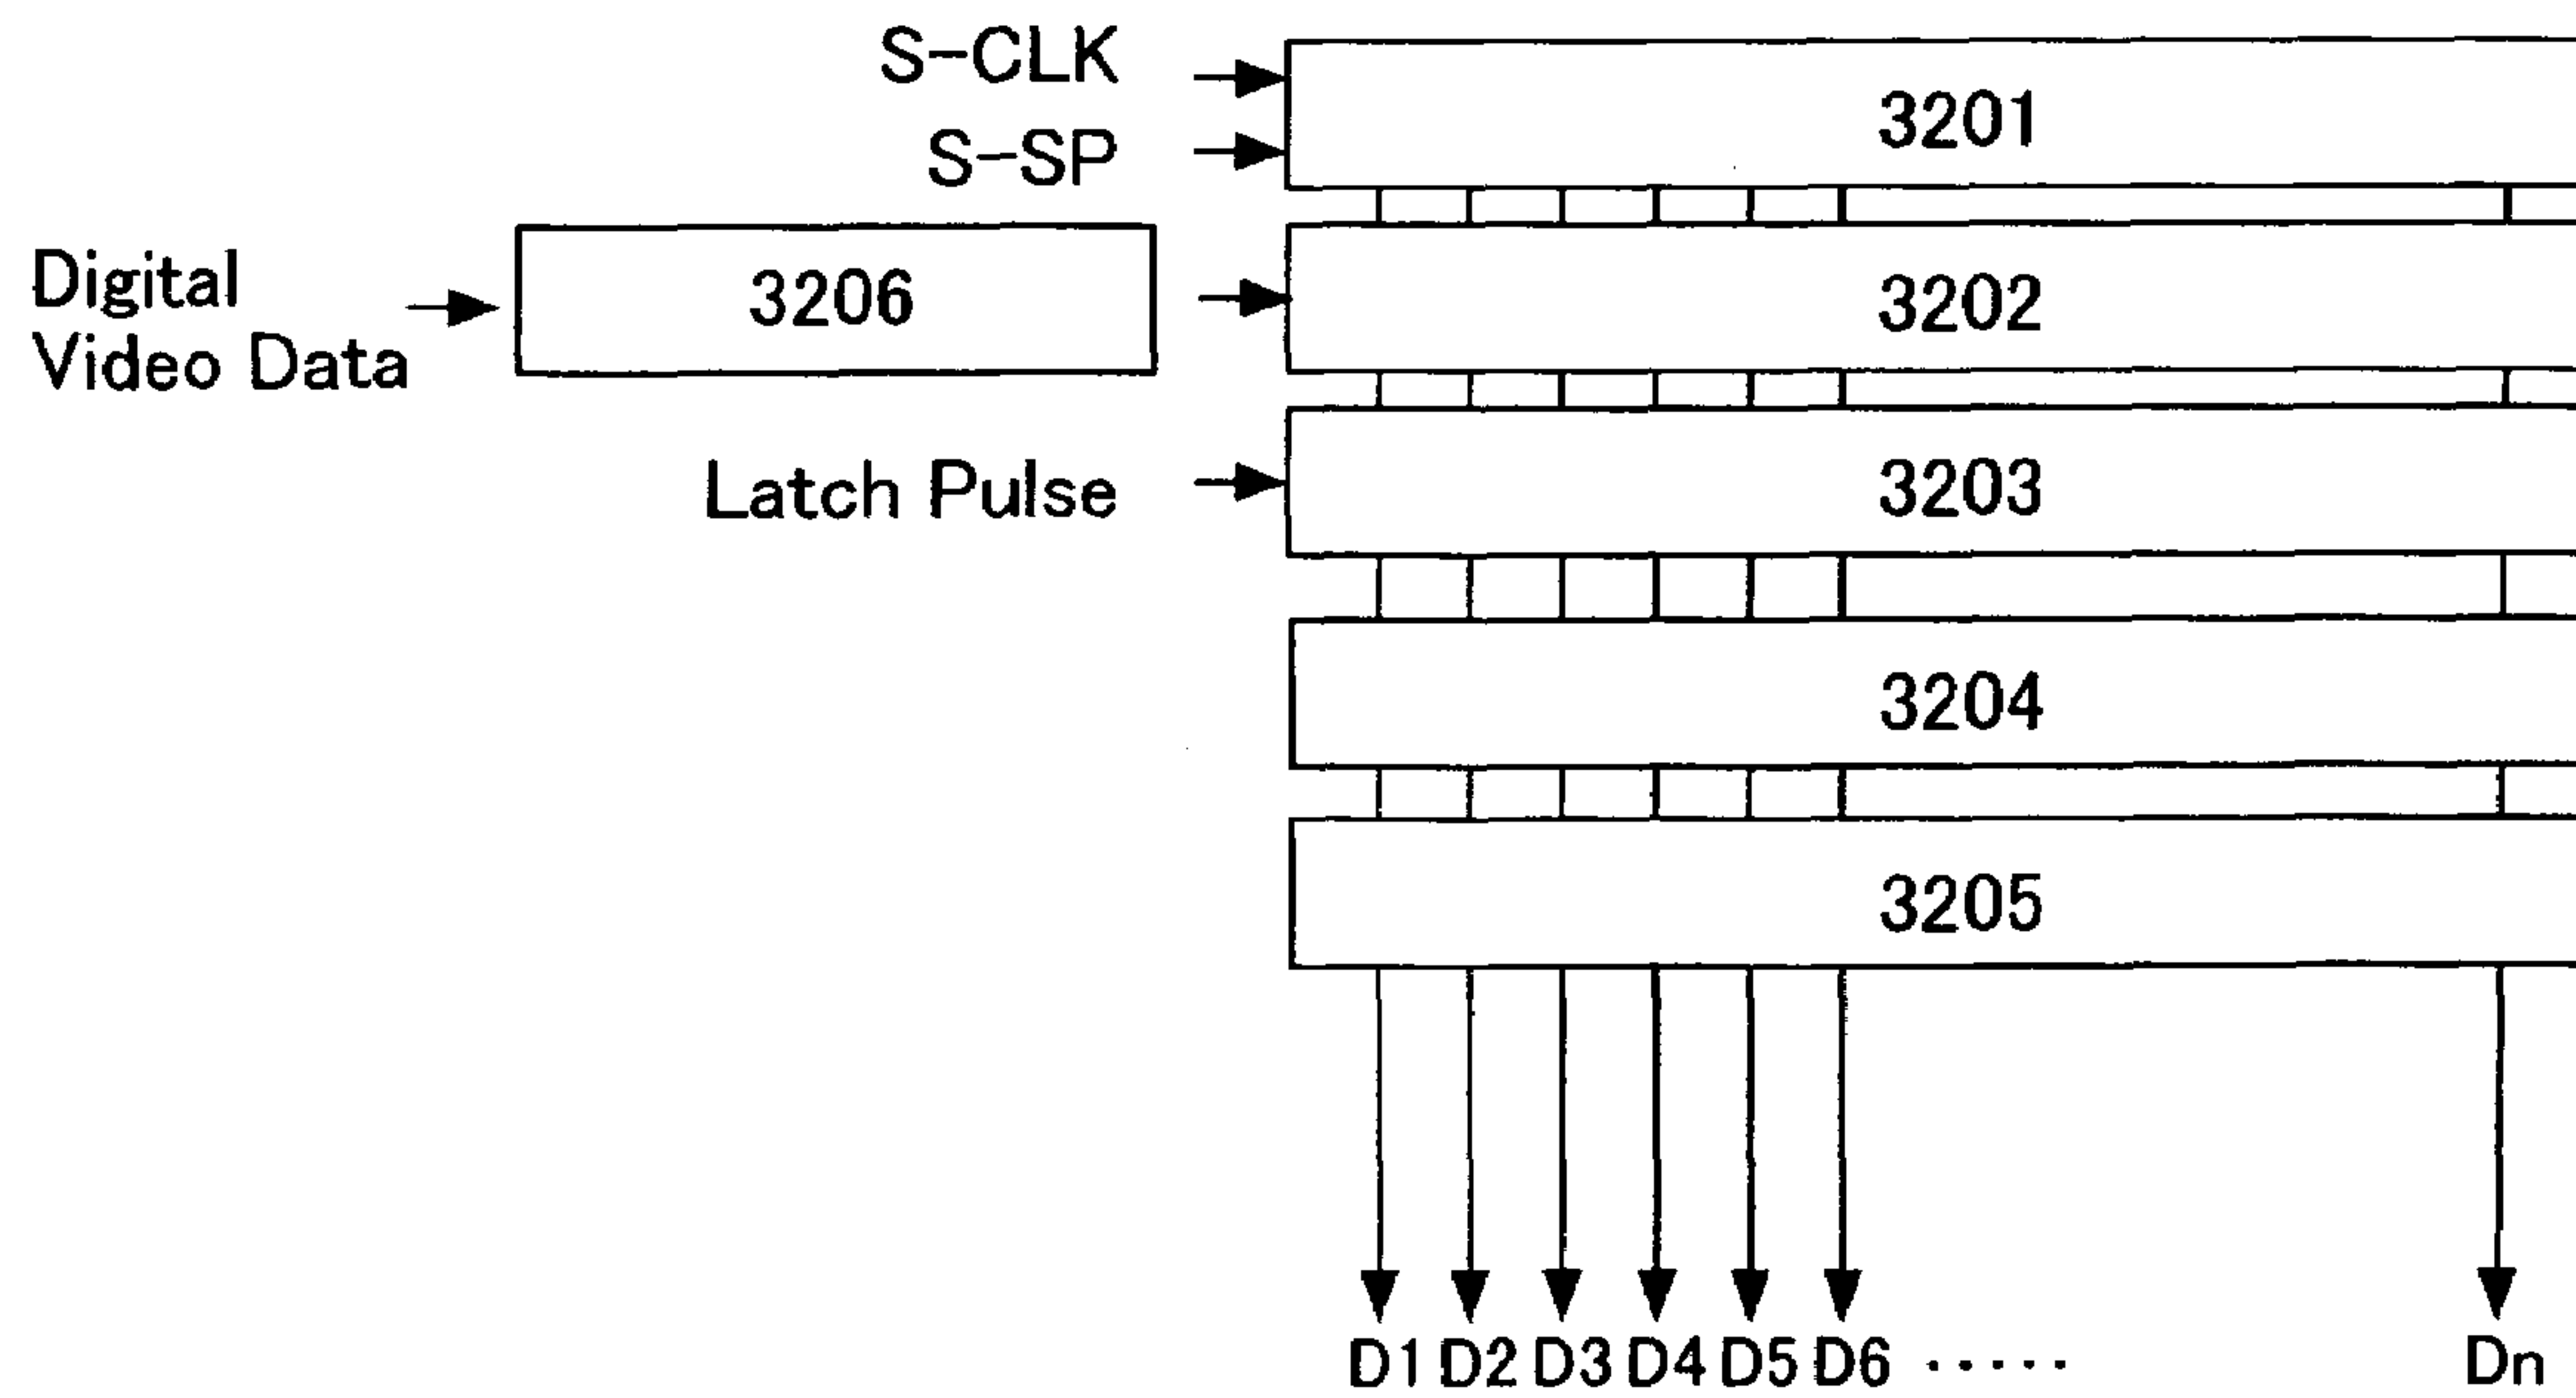 S-CLK
3201
S-SP
Digital
Video Data
3206
3202
Latch Pulse
3203
3204
3205
D1 D2 D3 D4 D5 D6 ····· Dn